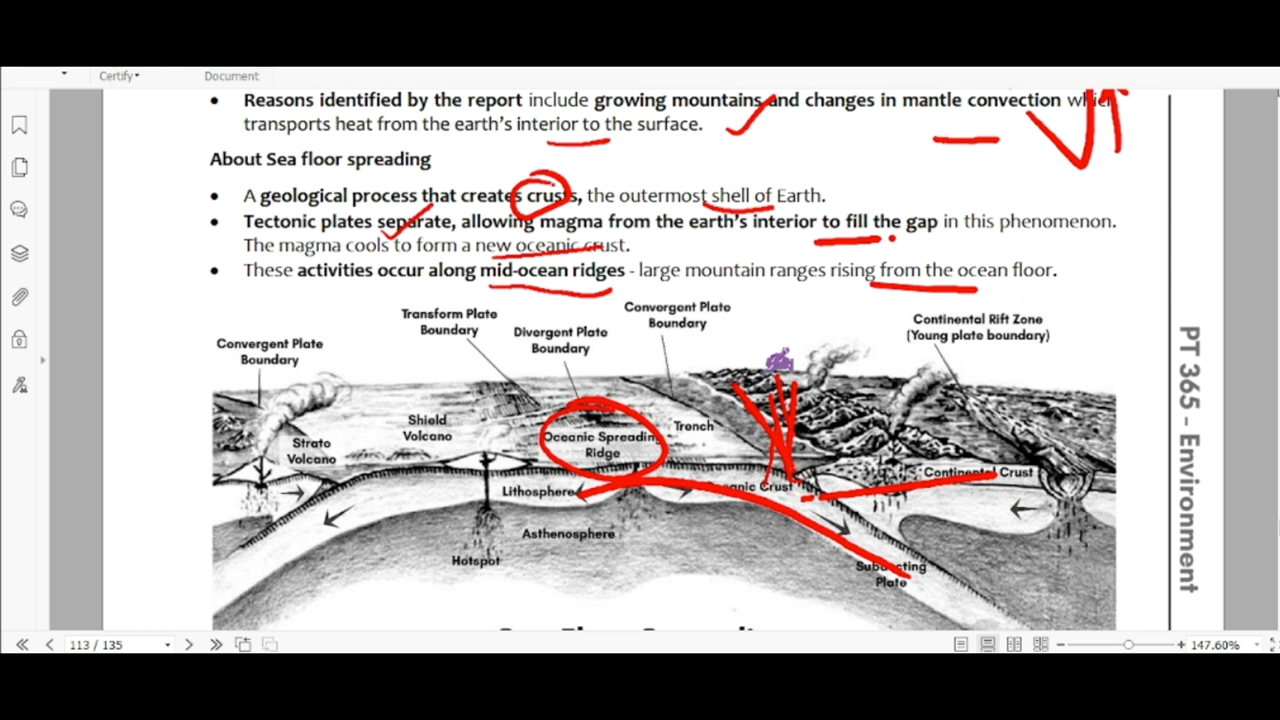 Certify
Document
• Reasons identified by the report include growing mountains and changes in mantle convection which
transports heat from the earth's interior to the surface.
About Sea floor spreading
• A geological process that creates crusts, the outermost shell of Earth.
• Tectonic plates separate, allowing magma from the earth's interior to fill the gap in this phenomenon.
The magma cools to form a new oceanic crust.
• These activities occur along mid-ocean ridges - large mountain ranges rising from the ocean floor.
Convergent Plate
Boundary
Transform Plate
Boundary
Divergent Plate
Boundary
Convergent Plate
Boundary
Continental Rift Zone
(Young plate boundary)
Strato
Volcano
Shield
Volcano
Oceanic Spreading
Ridge
Trench
Lithosphere
Oceanic Crust
Continental Crust
Asthenosphere
Hotspot
Subducting
Plate
PT 365 - Environment
113 / 135
147.60%